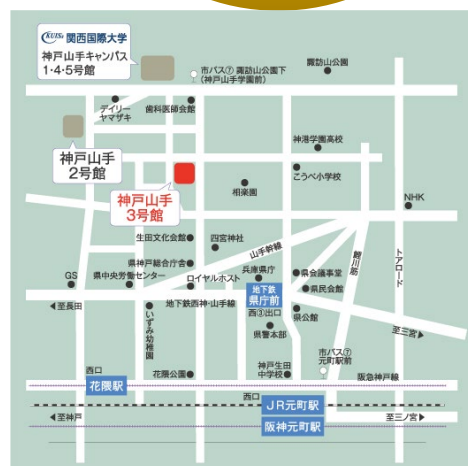 KUISs 関西国際大学
神戸山手キャンパス
1・4・5号館
市バス⑦ 諏訪山公園下
(神戸山手学園前)
諏訪山公園
デイリー
ヤマザキ
歯科医師会館
神港学園高校
神戸山手
2号館
こうべ小学校
相楽園
神戸山手
3号館
NHK
生田文化会館
四宮神社
山手幹線
鯉川筋
トアロード
県神戸総合庁舎
兵庫県庁
県会議事堂
GS
県中央労働センター
ロイヤルホスト
地下鉄
県庁前
県民会館
至長田
地下鉄西神・山手線
西③出口
県公館
いずみ幼稚園
県警本部
至三宮
市バス⑦
元町駅前
西口
花隈公園
神戸生田
中学校
阪急神戸線
花隈駅
西口
JR元町駅
至神戸
至三ノ宮
阪神元町駅